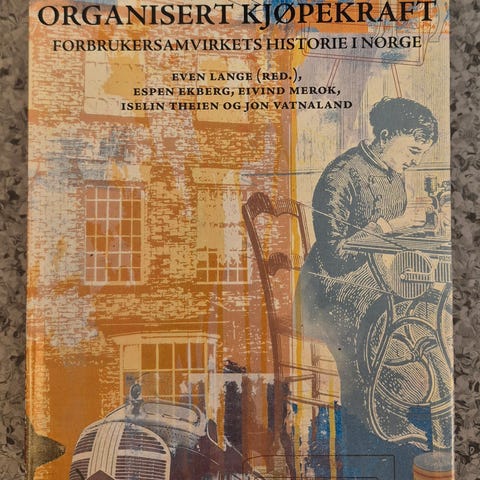 ORGANISERT KJØPEKRAFT
FORBRUKERSAMVIRKETS HISTORIE I NORGE
EVEN LANGE (RED.),
ESPEN EKBERG, EIVIND MEROK,
ISELIN THEIEN OG JON VATNALAND